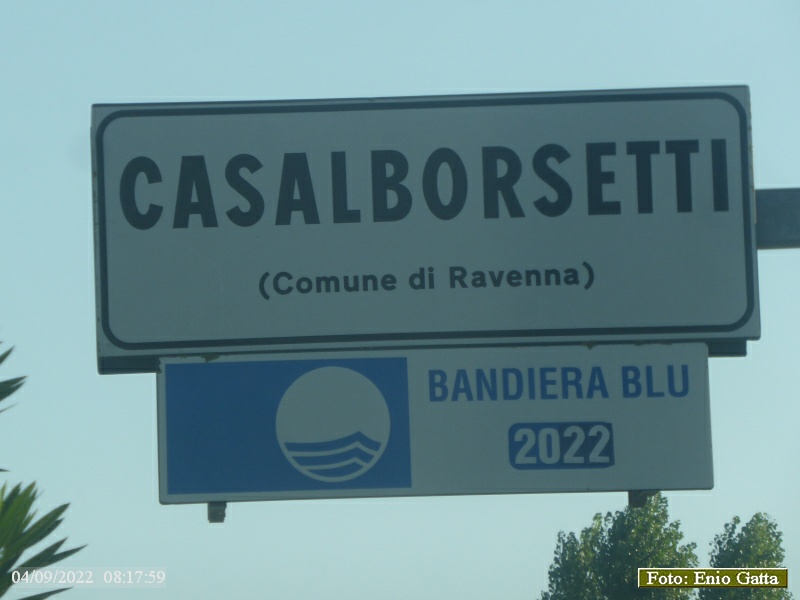 CASALBORSETTI
(Comune di Ravenna)
BANDIERA BLU
2022
04/09/2022 08:17:59
Foto: Enio Gatta